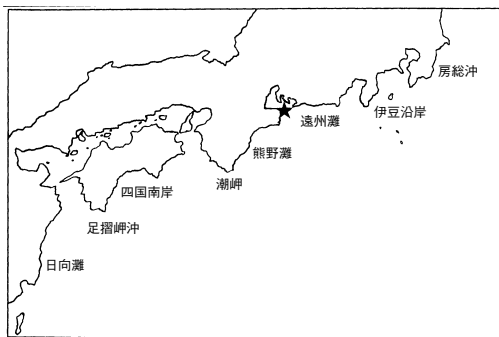 房総沖
伊豆沿岸
遠州灘
熊野灘
潮岬
四国南岸
足摺岬沖
日向灘